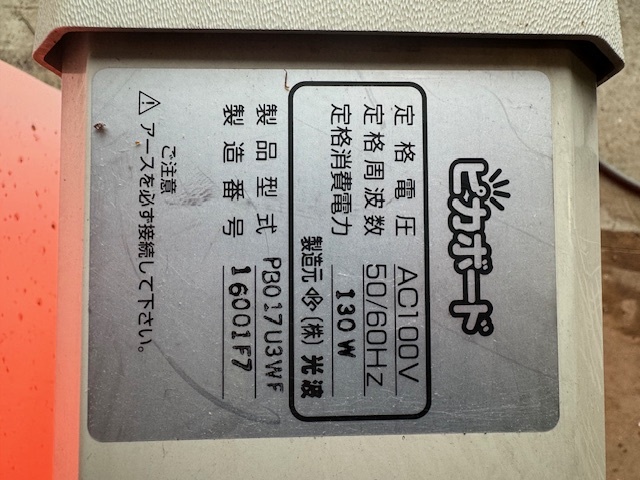 ピカボード
定格電圧 AC100V
定格周波数 50/60Hz
定格消費電力 130W
製造元 (株)光波
製品型式 PB017U3WF
製造番号 16001F7
ご注意
アースを必ず接続して下さい。